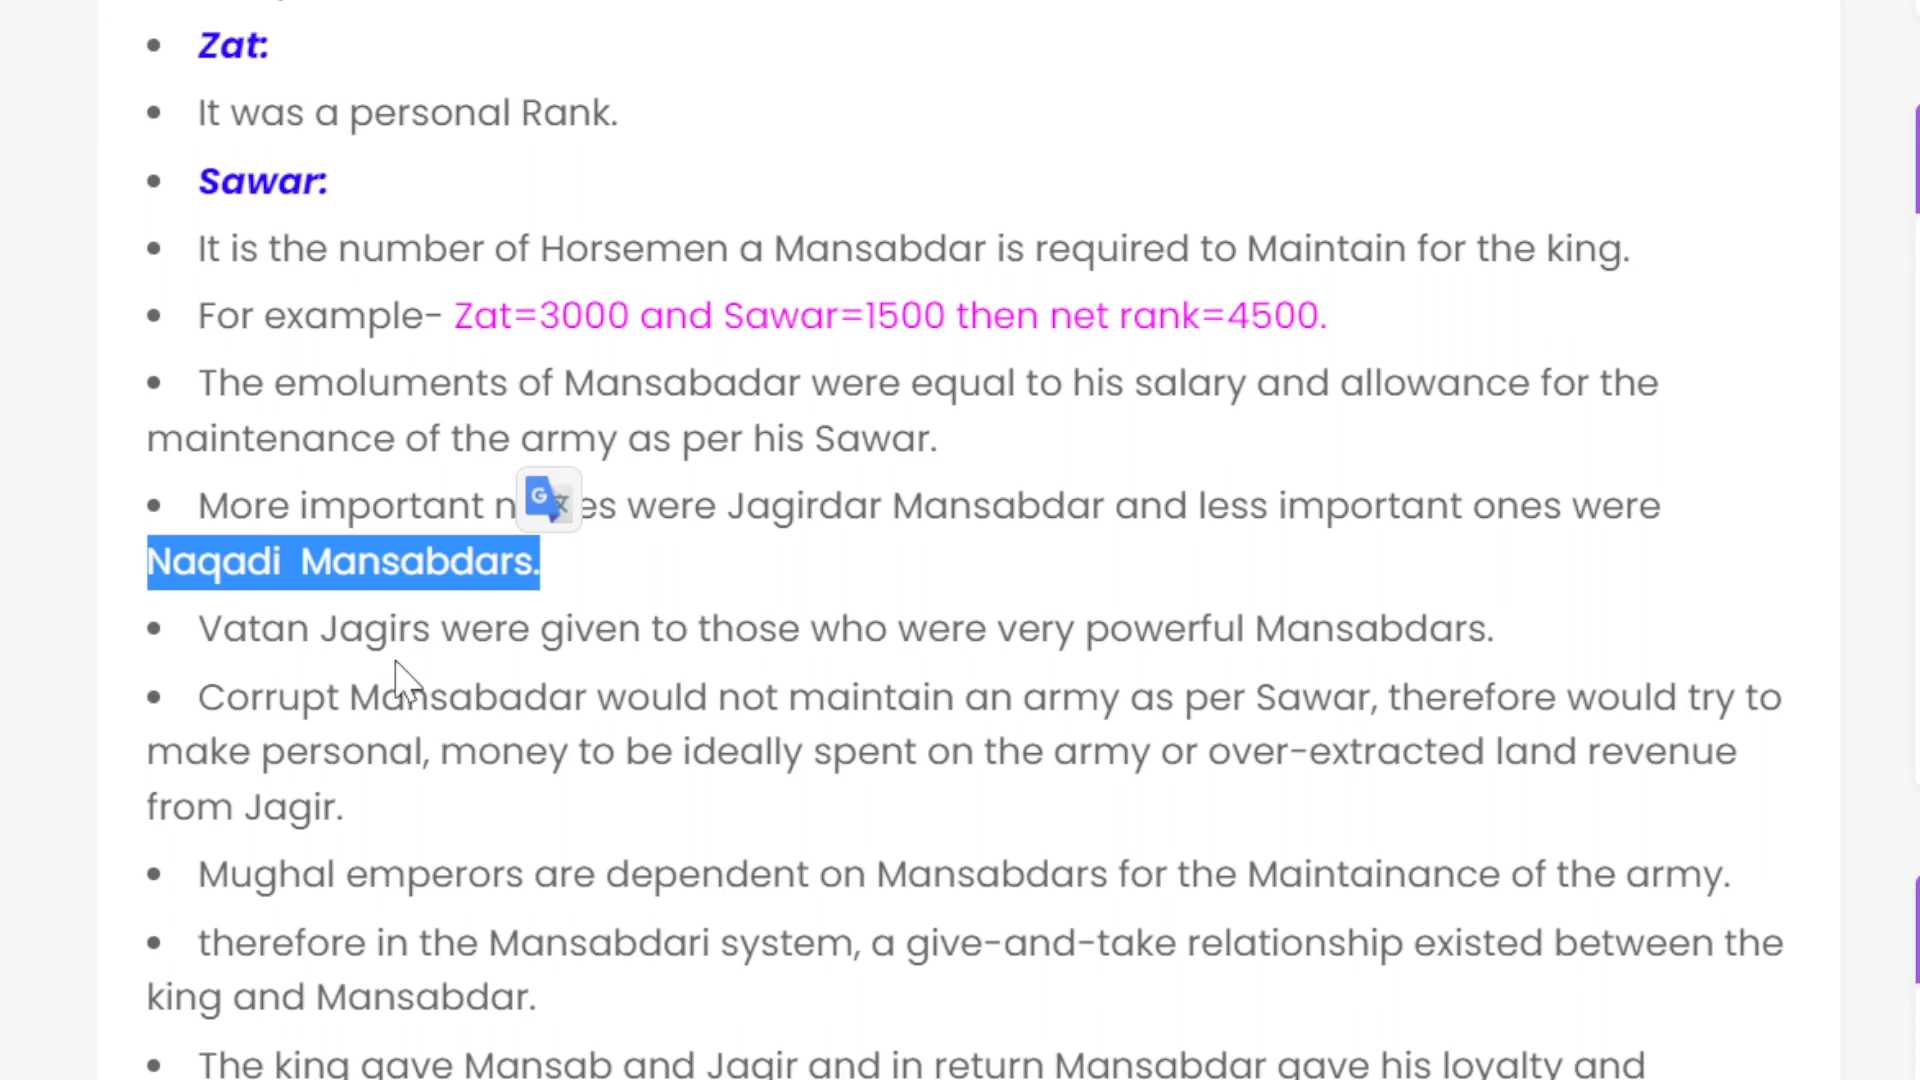 Zat:
It was a personal Rank.
Sawar:
It is the number of Horsemen a Mansabdar is required to Maintain for the king.
For example- Zat=3000 and Sawar=1500 then net rank=4500.
The emoluments of Mansabadar were equal to his salary and allowance for the
maintenance of the army as per his Sawar.
More important were Jagirdar Mansabdar and less important ones were
Naqadi Mansabdars.
Vatan Jagirs were given to those who were very powerful Mansabdars.
Corrupt Mansabadar would not maintain an army as per Sawar, therefore would try to
make personal, money to be ideally spent on the army or over-extracted land revenue
from Jagir.
Mughal emperors are dependent on Mansabdars for the Maintainance of the army.
therefore in the Mansabdari system, a give-and-take relationship existed between the
king and Mansabdar.
The king gave Mansab and Jagir and in return Mansabdar gave his loyalty and